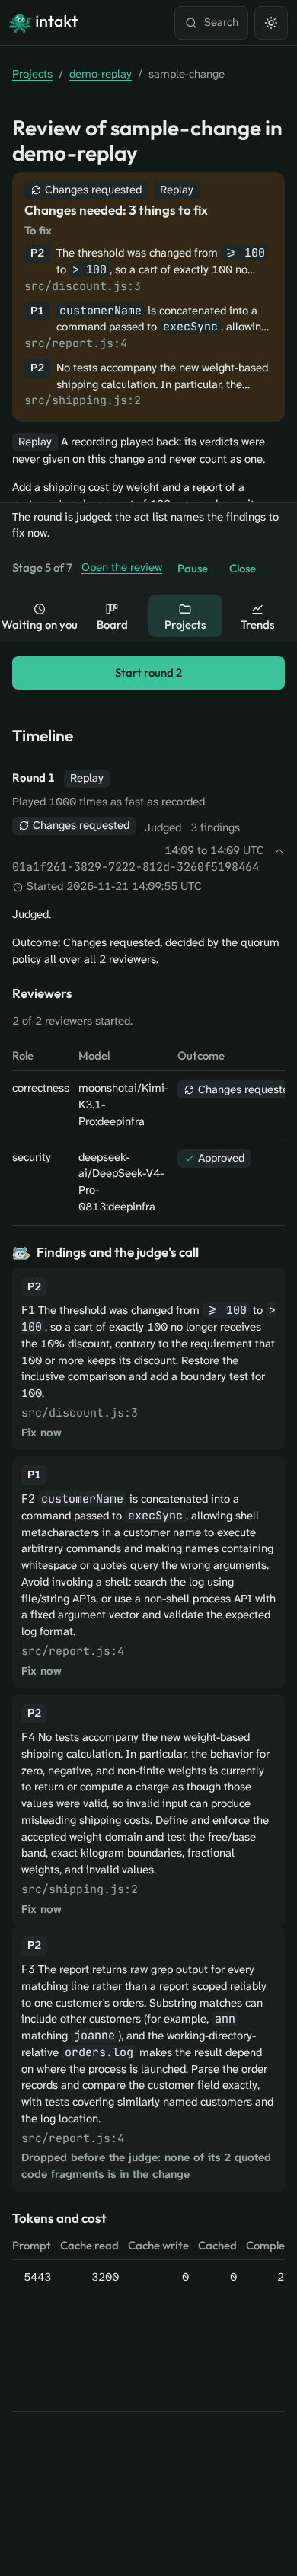 intakt
Search
Projects / demo-replay / sample-change
Review of sample-change in
demo-replay
Changes requested Replay
Changes needed: 3 things to fix
To fix
P2 The threshold was changed from >= 100
to > 100 , so a cart of exactly 100 no…
src/discount.js:3
P1 customerName is concatenated into a
command passed to execSync , allowin…
src/report.js:4
P2 No tests accompany the new weight-based
shipping calculation. In particular, the…
src/shipping.js:2
Replay A recording played back: its verdicts were
never given on this change and never count as one.
Add a shipping cost by weight and a report of a
The round is judged: the act list names the findings to
fix now.
Stage 5 of 7 Open the review Pause Close
Waiting on you Board Projects Trends
Start round 2
Timeline
Round 1 Replay
Played 1000 times as fast as recorded
Changes requested Judged 3 findings
14:09 to 14:09 UTC
01a1f261-3829-7222-812d-3260f5198464
Started 2026-11-21 14:09:55 UTC
Judged.
Outcome: Changes requested, decided by the quorum
policy all over all 2 reviewers.
Reviewers
2 of 2 reviewers started.
Role Model Outcome
correctness moonshotai/Kimi- Changes requeste
K3.1-
Pro:deepinfra
security deepseek- Approved
ai/DeepSeek-V4-
Pro-
0813:deepinfra
Findings and the judge's call
P2
F1 The threshold was changed from >= 100 to >
100 , so a cart of exactly 100 no longer receives
the 10% discount, contrary to the requirement that
100 or more keeps its discount. Restore the
inclusive comparison and add a boundary test for
100.
src/discount.js:3
Fix now
P1
F2 customerName is concatenated into a
command passed to execSync , allowing shell
metacharacters in a customer name to execute
arbitrary commands and making names containing
whitespace or quotes query the wrong arguments.
Avoid invoking a shell: search the log using
file/string APIs, or use a non-shell process API with
a fixed argument vector and validate the expected
log format.
src/report.js:4
Fix now
P2
F4 No tests accompany the new weight-based
shipping calculation. In particular, the behavior for
zero, negative, and non-finite weights is currently
to return or compute a charge as though those
values were valid, so invalid input can produce
misleading shipping costs. Define and enforce the
accepted weight domain and test the free/base
band, exact kilogram boundaries, fractional
weights, and invalid values.
src/shipping.js:2
Fix now
P2
F3 The report returns raw grep output for every
matching line rather than a report scoped reliably
to one customer's orders. Substring matches can
include other customers (for example, ann
matching joanne ), and the working-directory-
relative orders.log makes the result depend
on where the process is launched. Parse the order
records and compare the customer field exactly,
with tests covering similarly named customers and
the log location.
src/report.js:4
Dropped before the judge: none of its 2 quoted
code fragments is in the change
Tokens and cost
Prompt Cache read Cache write Cached Comple
5443 3200 0 0 2